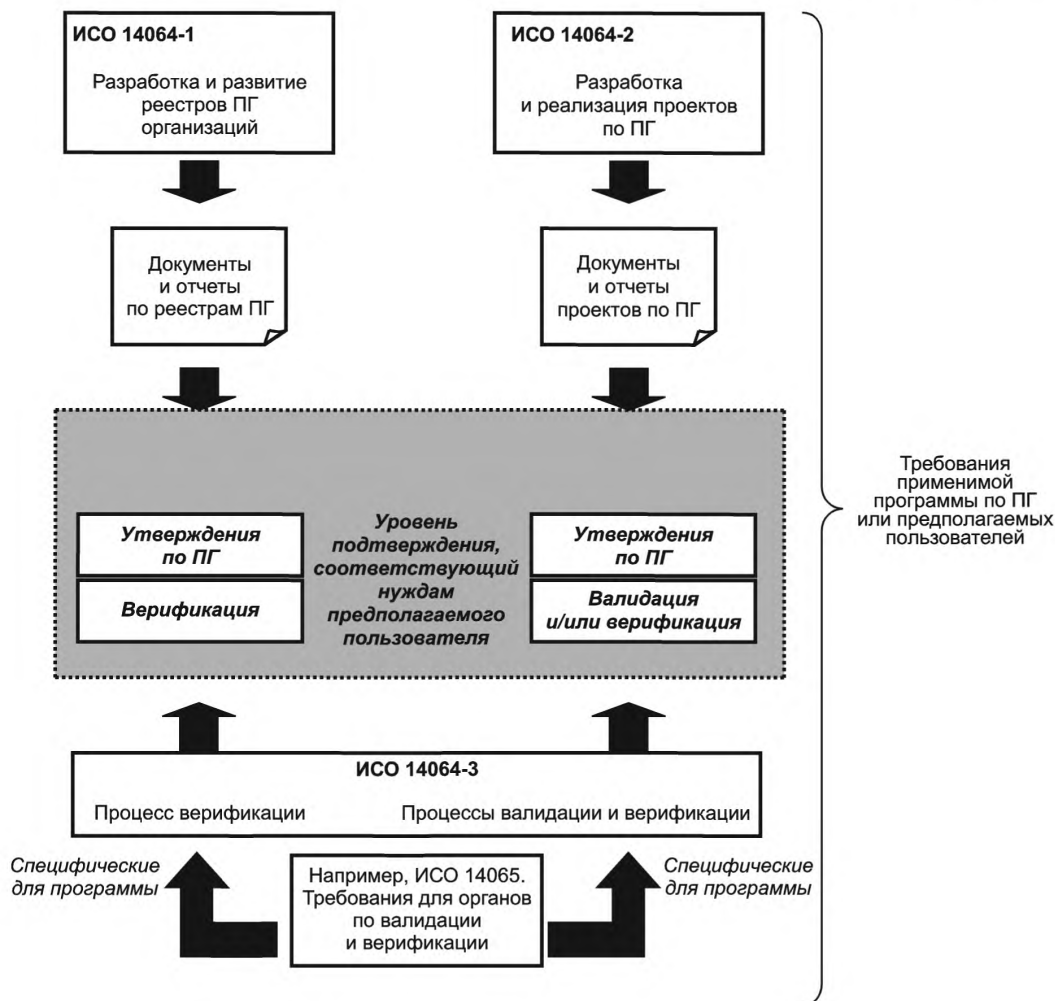 ИСО 14064-1
Разработка и развитие
реестров ПГ
организаций
ИСО 14064-2
Разработка
и реализация проектов
по ПГ
Документы
и отчеты
по реестрам ПГ
Документы
и отчеты
проектов по ПГ
Утверждения
по ПГ
Верификация
Уровень
подтверждения,
соответствующий
нуждам
предполагаемого
пользователя
Утверждения
по ПГ
Валидация
и/или верификация
Требования
применимой
программы по ПГ
или предполагаемых
пользователей
ИСО 14064-3
Процесс верификации
Процессы валидации и верификации
Специфические
для программы
Например, ИСО 14065.
Требования для органов
по валидации
и верификации
Специфические
для программы